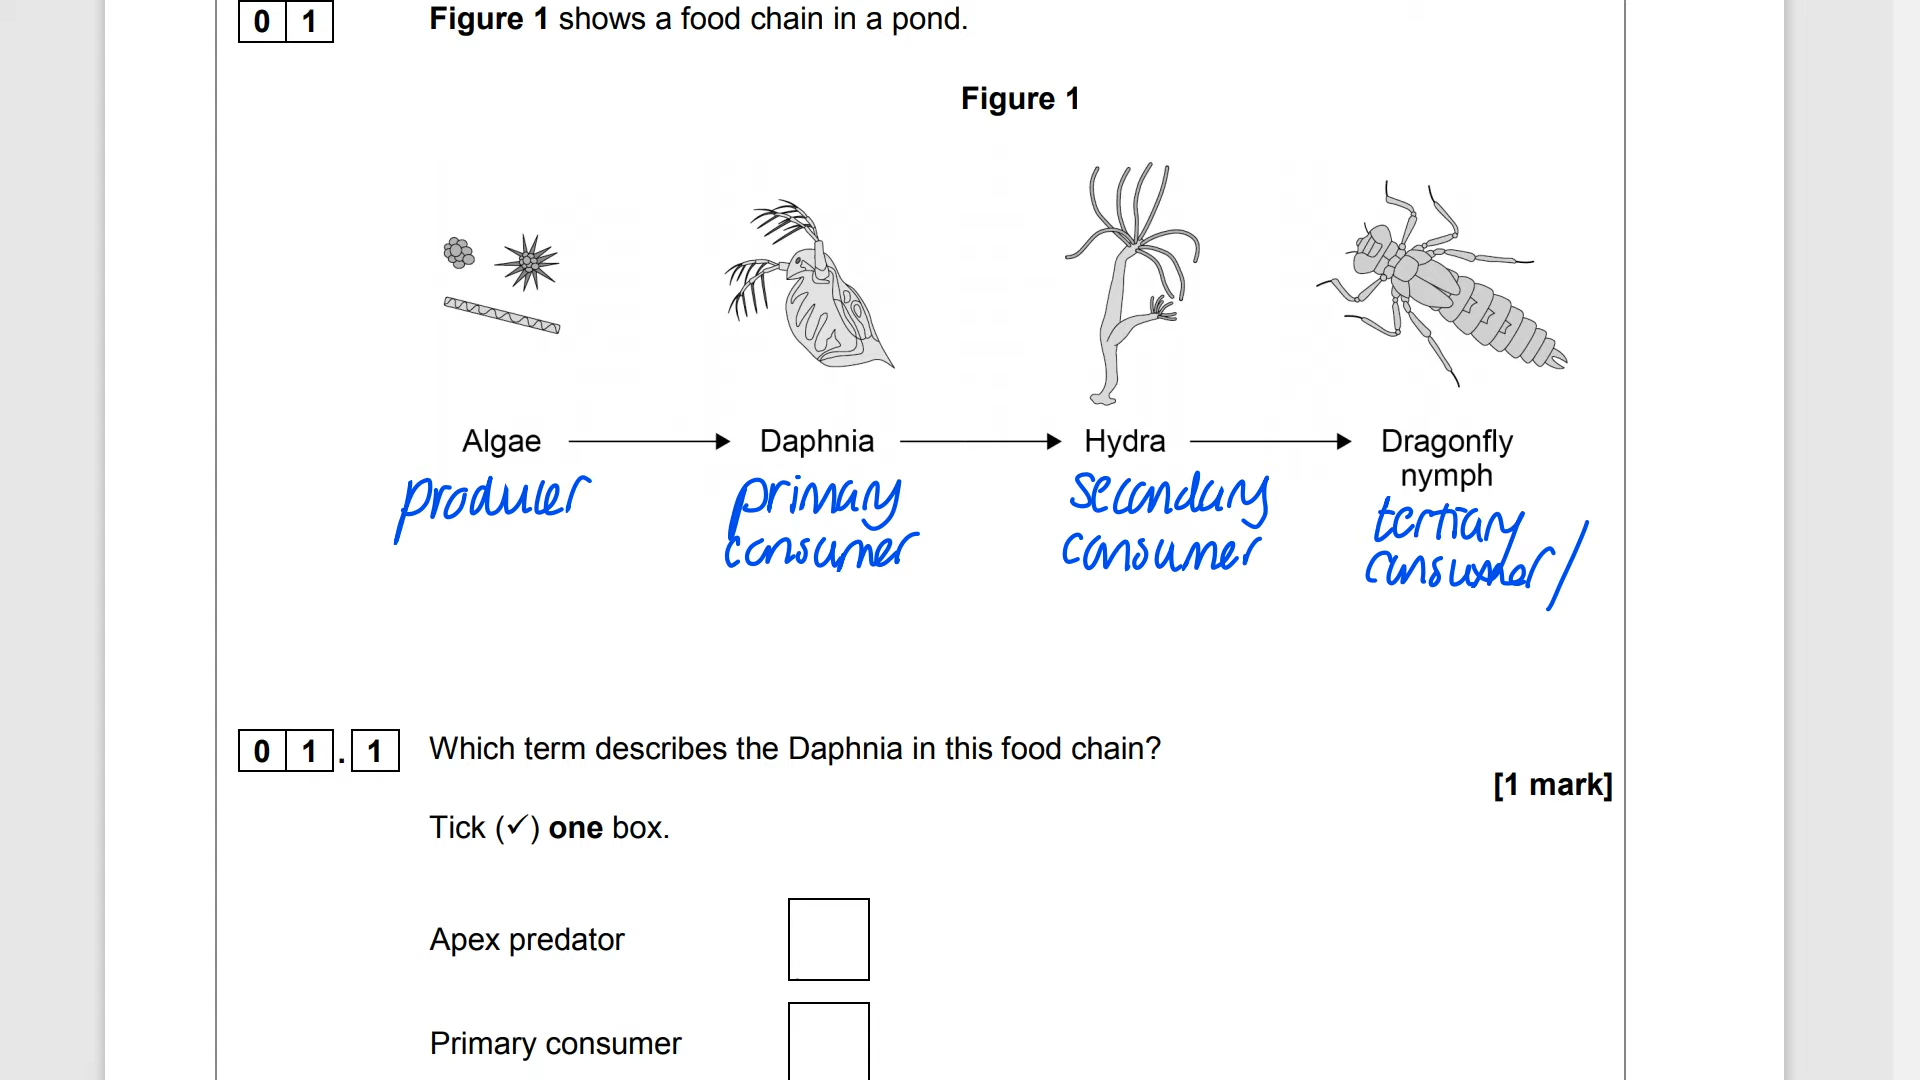 0 1 Figure 1 shows a food chain in a pond.
Figure 1
Algae Daphnia Hydra Dragonfly nymph
producer primary consumer secondary consumer tertiary consumer /
0 1 . 1 Which term describes the Daphnia in this food chain?
[1 mark]
Tick (✓) one box.
Apex predator
Primary consumer